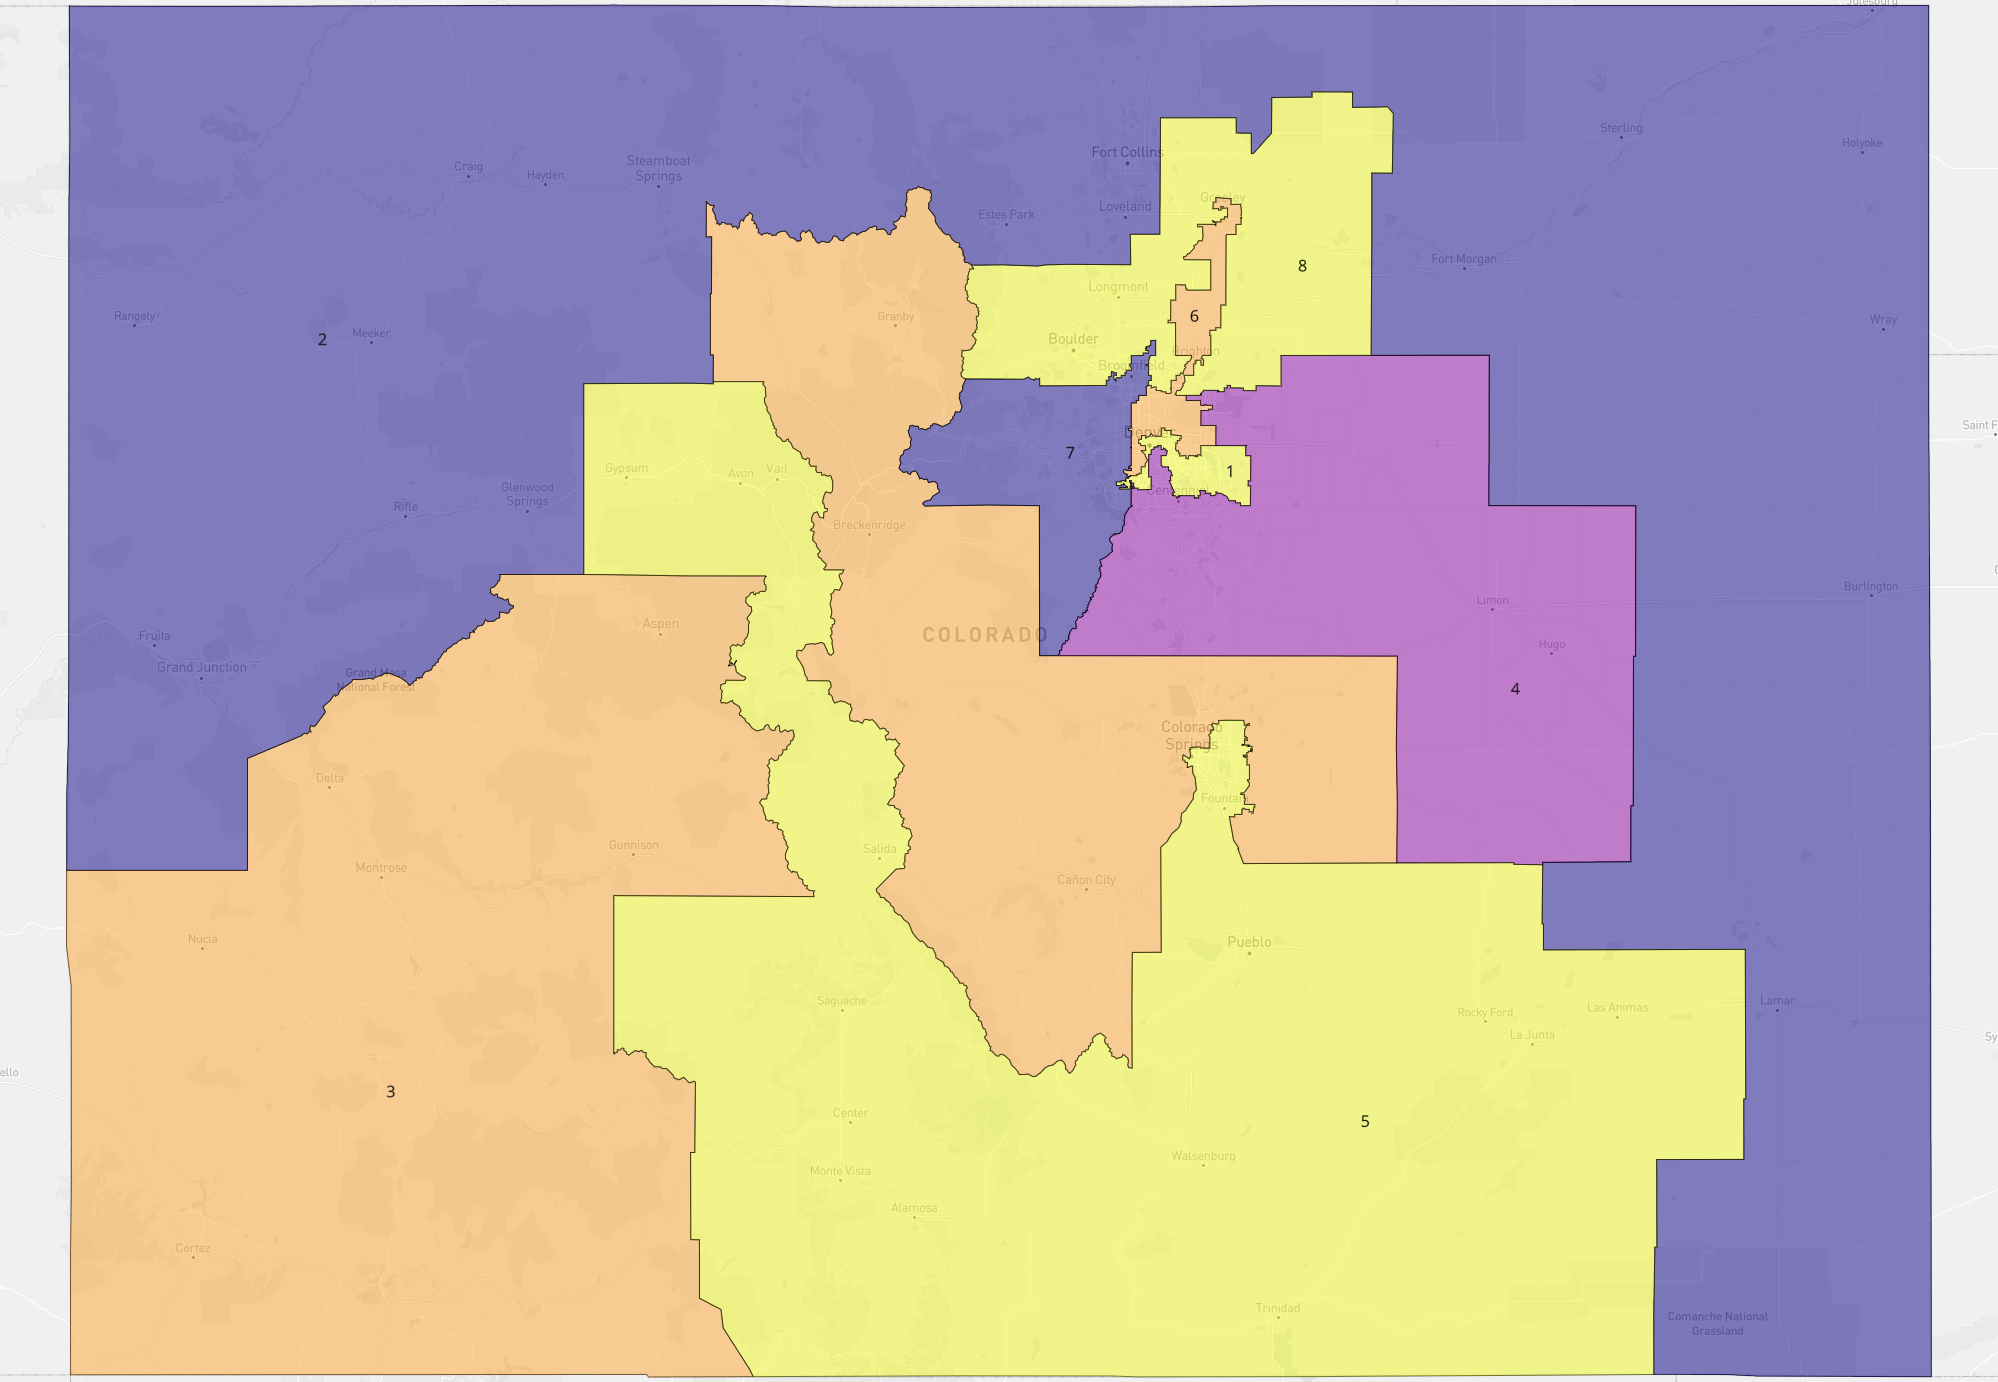 Julesburg
Sterling
Holyoke
Fort Collins
Craig
Steamboat
Springs
Hayden
Greeley
Estes Park
Loveland
Fort Morgan
8
Longmont
Rangely
Granby
6
Wray
Meeker
2
Boulder
Brighton
Broomfield
Saint F
Denver
7
Gypsum
Avon
Vail
1
Glenwood
Springs
Centennial
Rifle
Breckenridge
Burlington
Limon
Aspen
COLORADO
Fruita
Hugo
Grand Junction
Grand Mesa
National Forest
4
Colorado
Springs
Delta
Fountain
Gunnison
Salida
Montrose
Cañon City
Nucla
Pueblo
Saguache
Lamar
Las Animas
Rocky Ford
La Junta
Sy
ello
3
Center
5
Walsenburg
Monte Vista
Alamosa
Cortez
Trinidad
Comanche National
Grassland